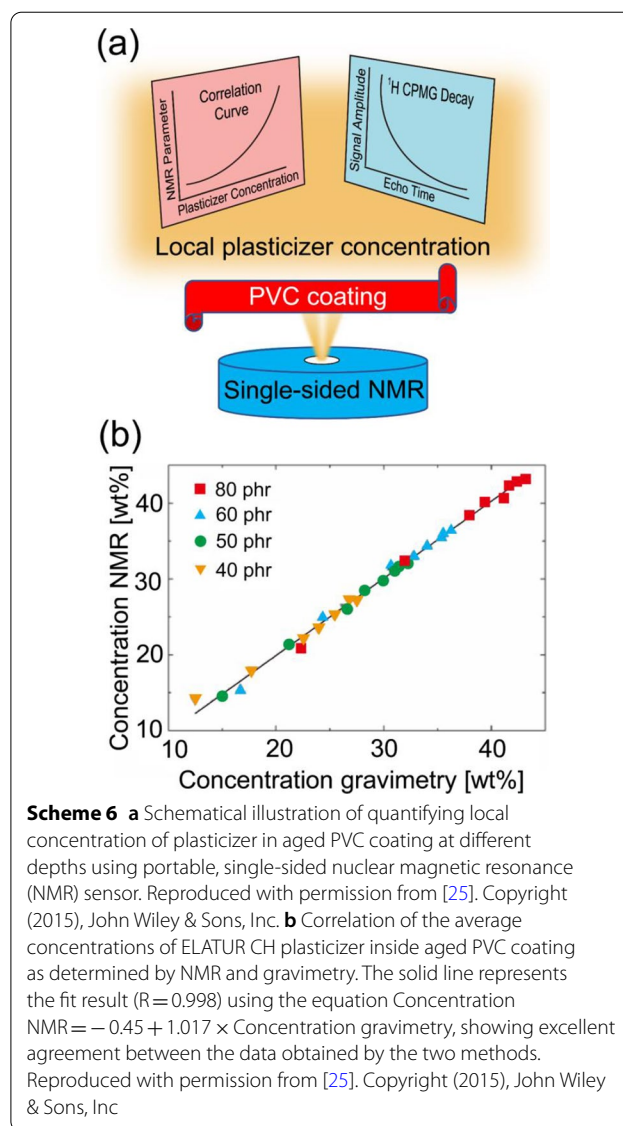 (a)
Correlation
Curve
NMR Parameter
Plasticizer Concentration
¹H CPMG Decay
Signal Amplitude
Echo Time
Local plasticizer concentration
PVC coating
Single-sided NMR
(b)
Concentration NMR [wt%]
40
30
20
10
80 phr
60 phr
50 phr
40 phr
10 20 30 40
Concentration gravimetry [wt%]
Scheme 6 a Schematical illustration of quantifying local
concentration of plasticizer in aged PVC coating at different
depths using portable, single-sided nuclear magnetic resonance
(NMR) sensor. Reproduced with permission from [25]. Copyright
(2015), John Wiley & Sons, Inc. b Correlation of the average
concentrations of ELATUR CH plasticizer inside aged PVC coating
as determined by NMR and gravimetry. The solid line represents
the fit result (R = 0.998) using the equation Concentration
NMR = − 0.45 + 1.017 × Concentration gravimetry, showing excellent
agreement between the data obtained by the two methods.
Reproduced with permission from [25]. Copyright (2015), John Wiley
& Sons, Inc